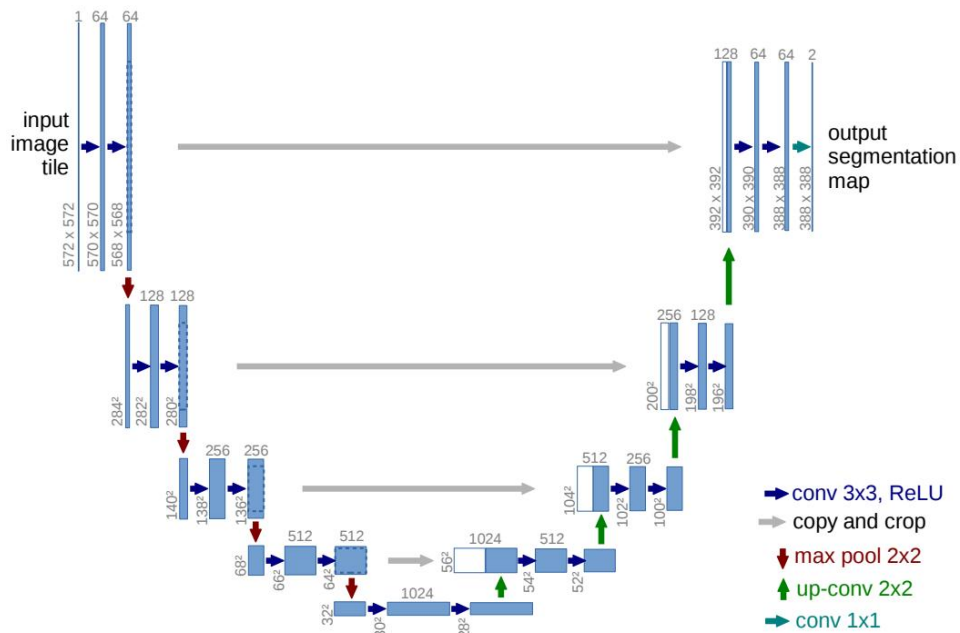 1
64
64
128
64
64
2
input
image
tile
output
segmentation
map
572 x 572
570 x 570
568 x 568
392 x 392
390 x 390
388 x 388
388 x 388
128
128
256
128
284²
282²
280²
200²
198²
196²
256
256
512
256
140²
138²
136²
104²
102²
100²
512
512
1024
512
68²
66²
64²
56²
54²
52²
1024
32²
conv 3x3, ReLU
copy and crop
max pool 2x2
up-conv 2x2
conv 1x1